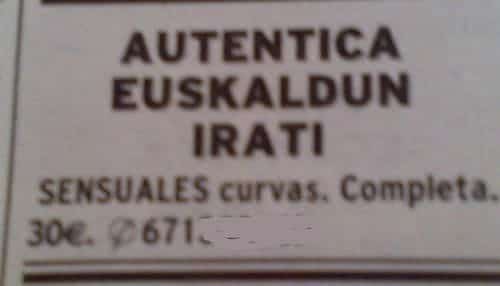 AUTENTICA
EUSKALDUN
IRATI
SENSUALES curvas. Completa.
30€. 671